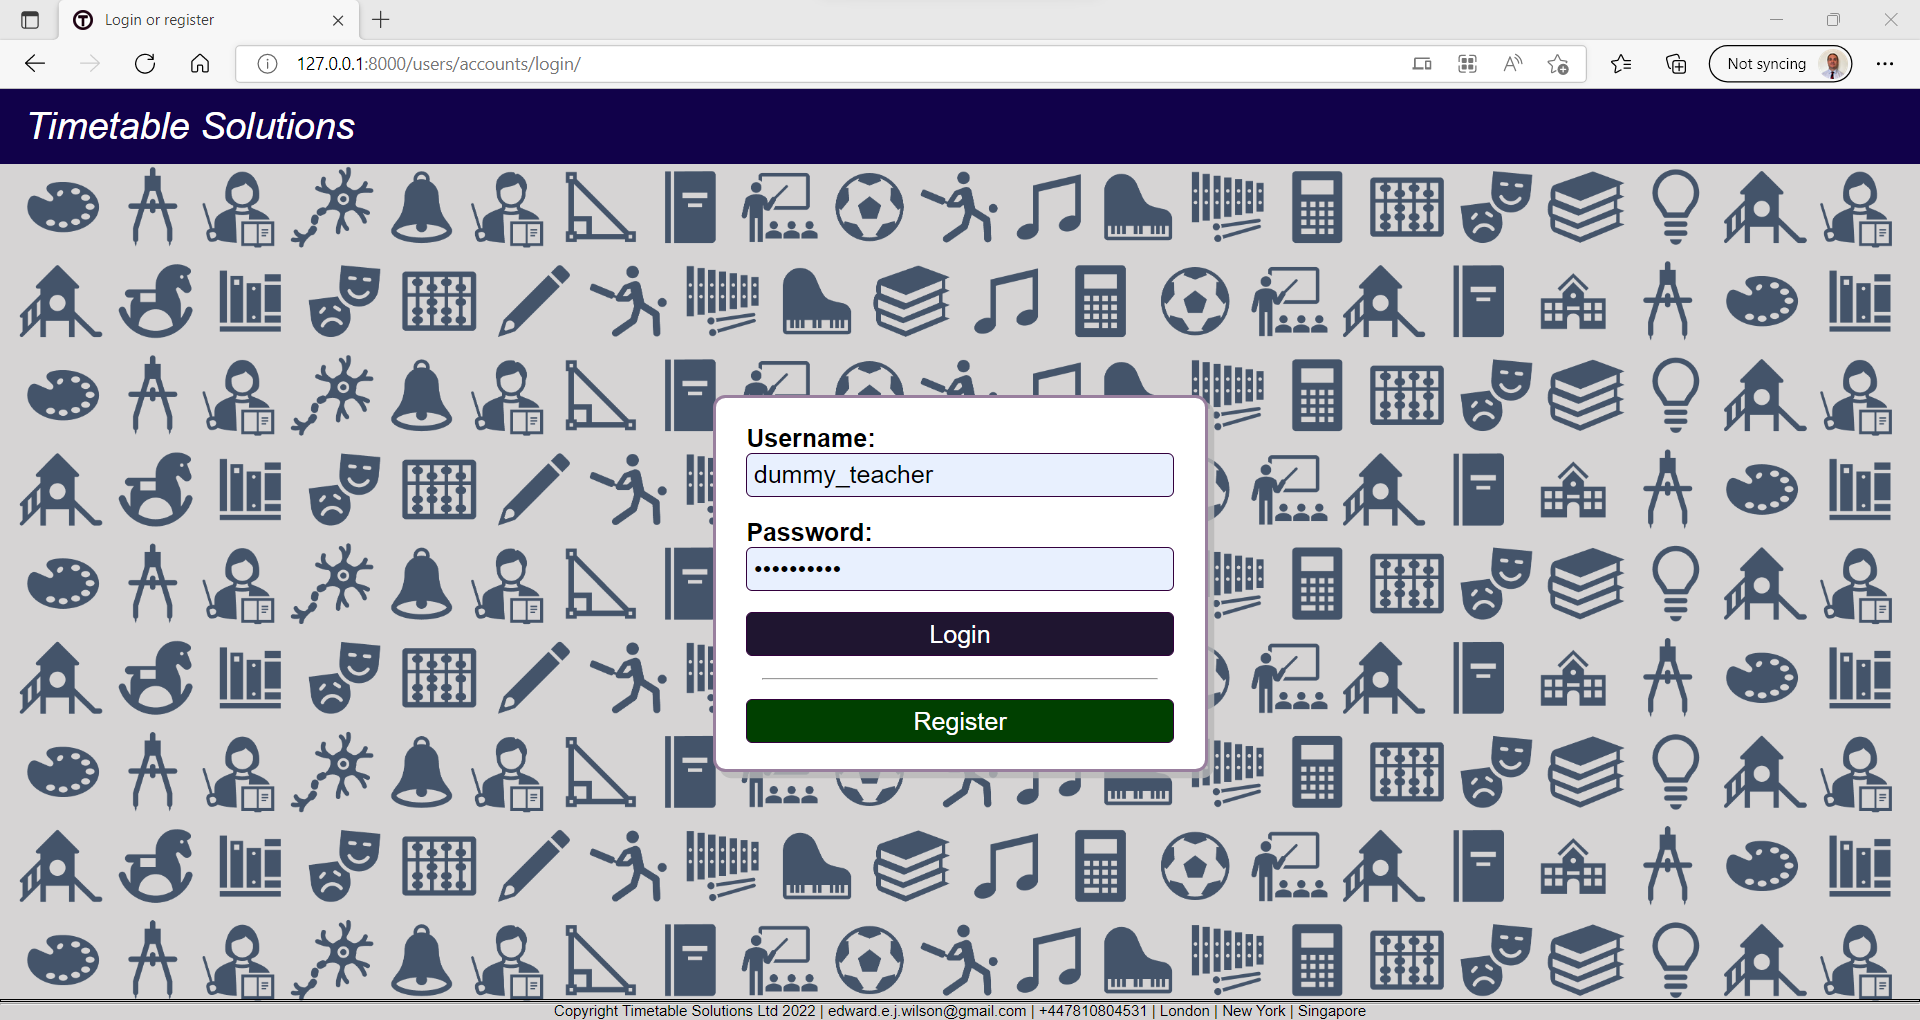 Login or register
127.0.0.1:8000/users/accounts/login/
Not syncing
Timetable Solutions
Username:
dummy_teacher
Password:
••••••••••
Login
Register
Copyright Timetable Solutions Ltd 2022 | edward.e.j.wilson@gmail.com | +447810804531 | London | New York | Singapore